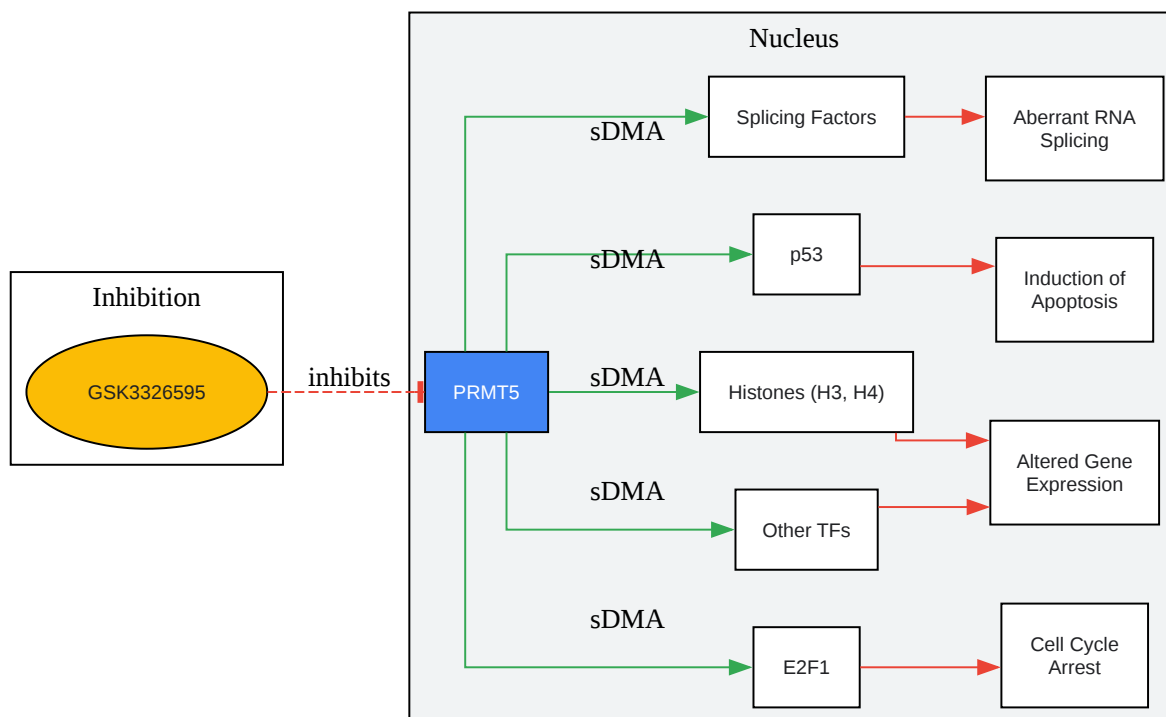 Nucleus
sDMA
Splicing Factors
Aberrant RNA
Splicing
sDMA
p53
Induction of
Apoptosis
Inhibition
GSK3326595
inhibits
PRMT5
sDMA
Histones (H3, H4)
Altered Gene
Expression
sDMA
Other TFs
sDMA
E2F1
Cell Cycle
Arrest